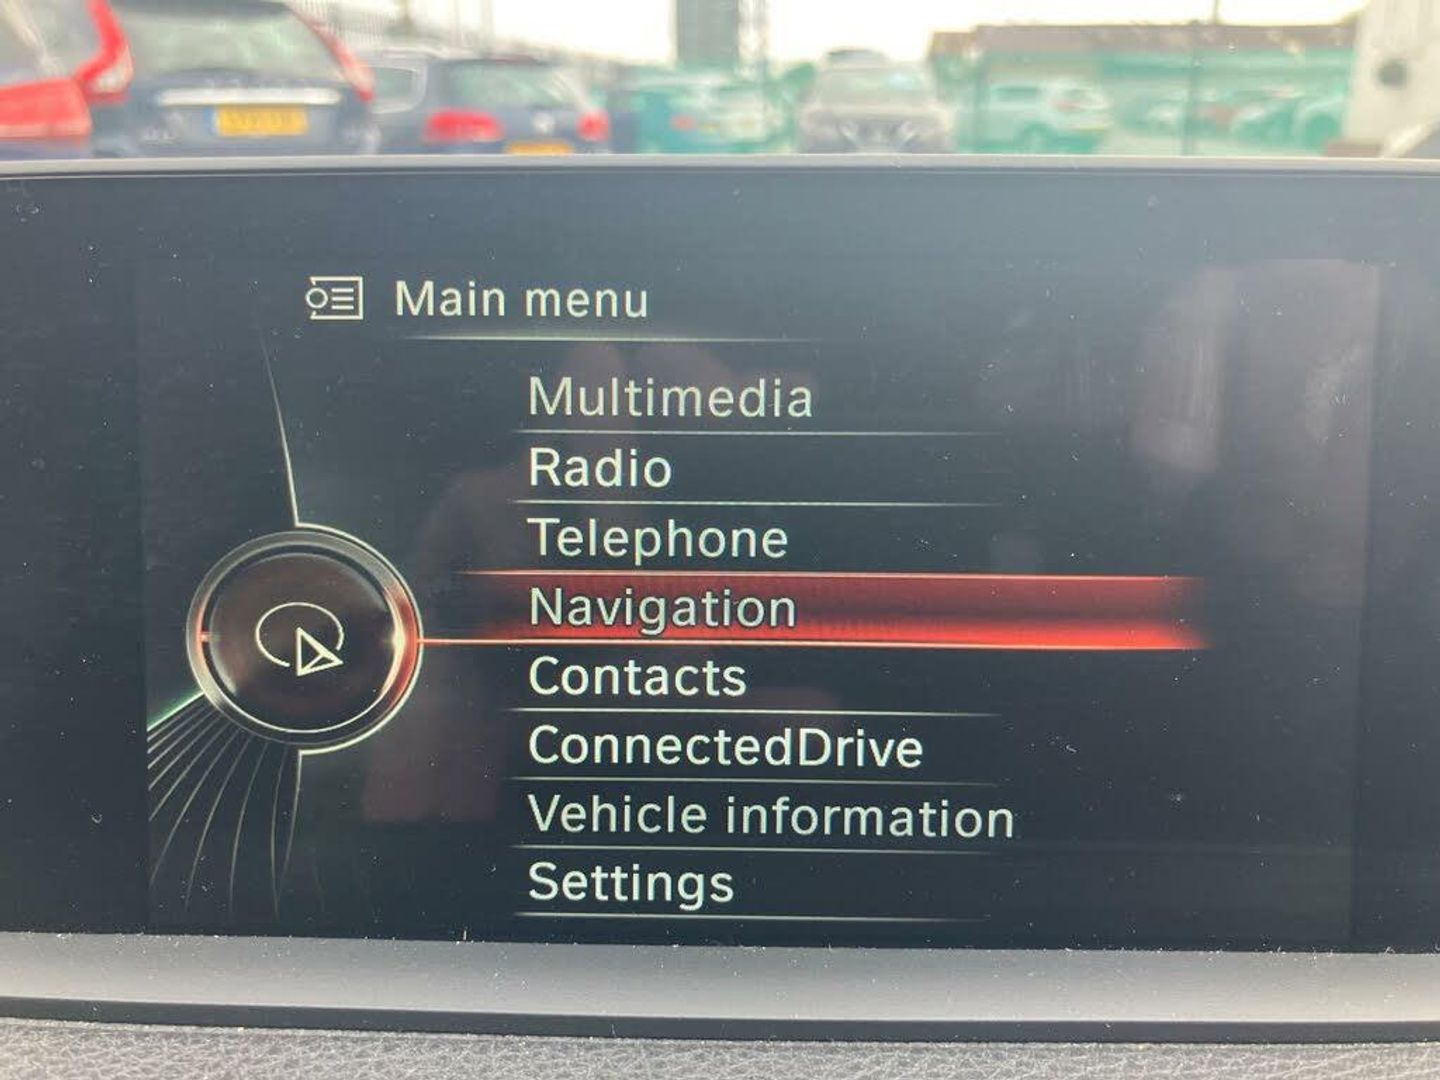 Main menu
Multimedia
Radio
Telephone
Navigation
Contacts
ConnectedDrive
Vehicle information
Settings